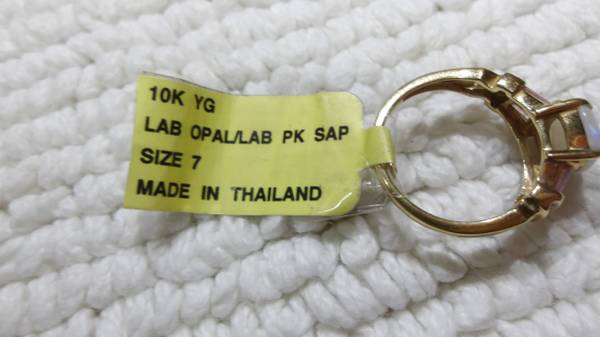 10K YG
LAB OPAL/LAB PK SAP
SIZE 7
MADE IN THAILAND